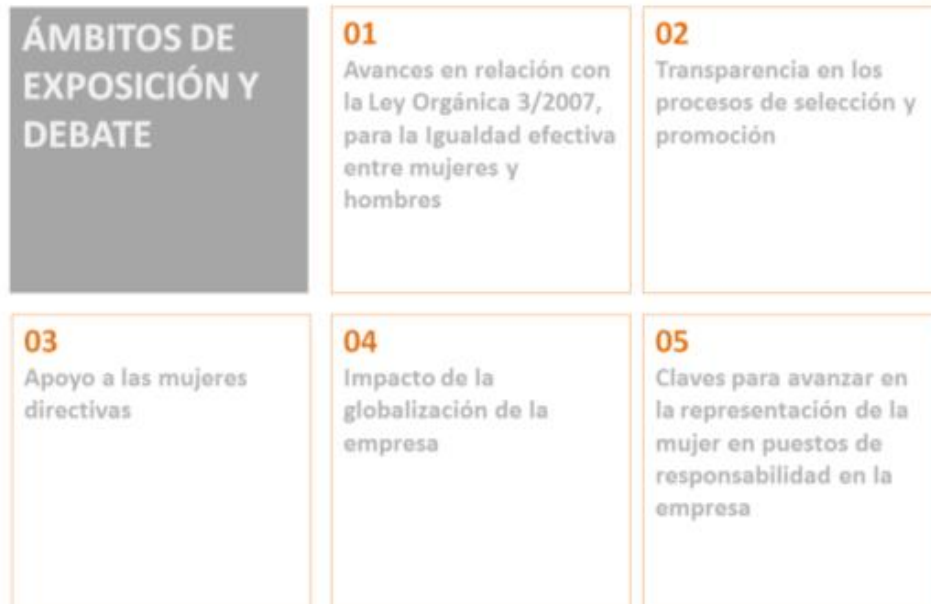 ÁMBITOS DE
EXPOSICIÓN Y
DEBATE
01
Avances en relación con
la Ley Orgánica 3/2007,
para la Igualdad efectiva
entre mujeres y
hombres
02
Transparencia en los
procesos de selección y
promoción
03
Apoyo a las mujeres
directivas
04
Impacto de la
globalización de la
empresa
05
Claves para avanzar en
la representación de la
mujer en puestos de
responsabilidad en la
empresa